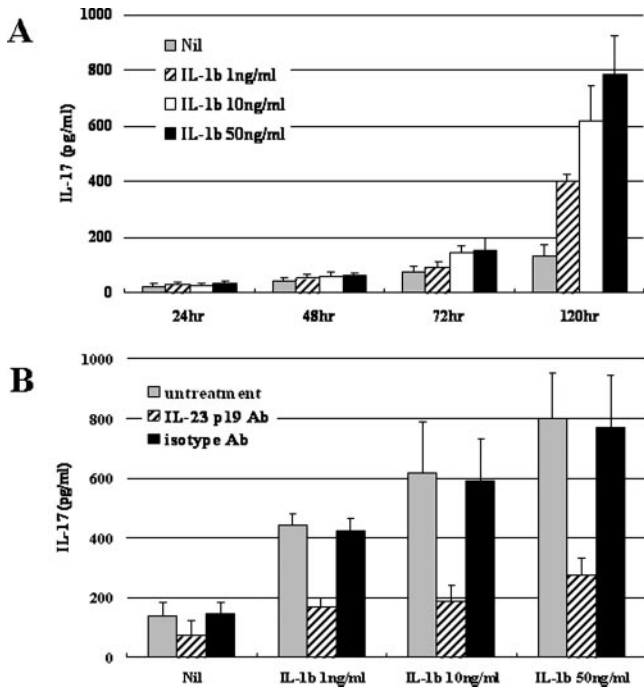 A
1000
800
600
400
200
0
IL-17 (pg/ml)
Nil
IL-1b 1ng/ml
IL-1b 10ng/ml
IL-1b 50ng/ml
24hr 48hr 72hr 120hr
B
1000
800
600
400
200
0
IL-17(pg/ml)
untreatment
IL-23 p19 Ab
isotype Ab
Nil IL-1b 1ng/ml IL-1b 10ng/ml IL-1b 50ng/ml